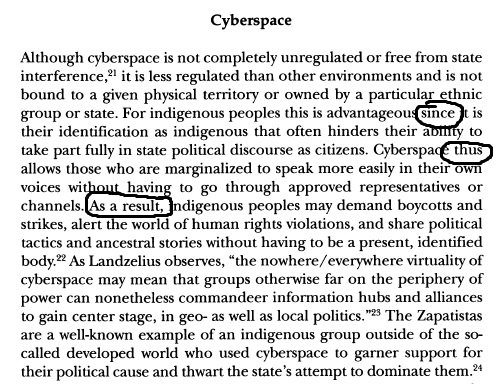 Cyberspace
Although cyberspace is not completely unregulated or free from state
interference,²¹ it is less regulated than other environments and is not
bound to a given physical territory or owned by a particular ethnic
group or state. For indigenous peoples this is advantageous since it is
their identification as indigenous that often hinders their ability to
take part fully in state political discourse as citizens. Cyberspace thus
allows those who are marginalized to speak more easily in their own
voices without having to go through approved representatives or
channels. As a result, indigenous peoples may demand boycotts and
strikes, alert the world of human rights violations, and share political
tactics and ancestral stories without having to be a present, identified
body.²² As Landzelius observes, “the nowhere/everywhere virtuality of
cyberspace may mean that groups otherwise far on the periphery of
power can nonetheless commandeer information hubs and alliances
to gain center stage, in geo- as well as local politics.”²³ The Zapatistas
are a well-known example of an indigenous group outside of the so-
called developed world who used cyberspace to garner support for
their political cause and thwart the state’s attempt to dominate them.²⁴